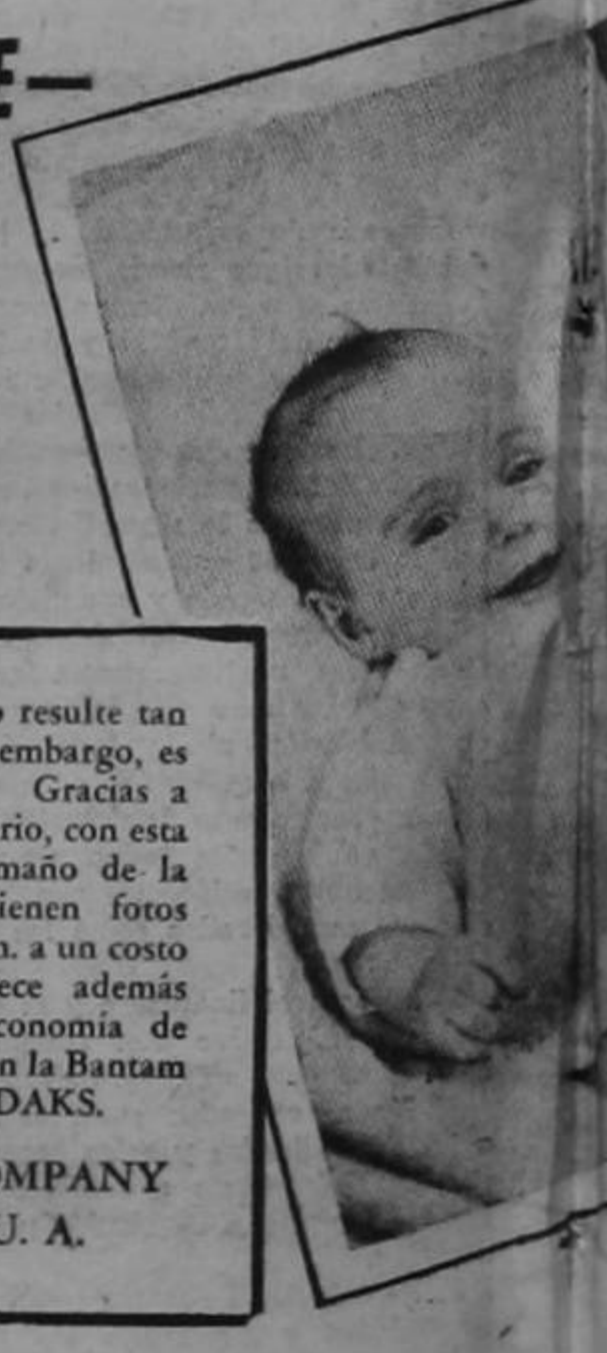 E—
resulte tan
embargo, es
Gracias a
rio, con esta
maño de la
ienen fotos
n. a un costo
ece además
conomía de
n la Bantam
DAKS.
OMPANY
U. A.